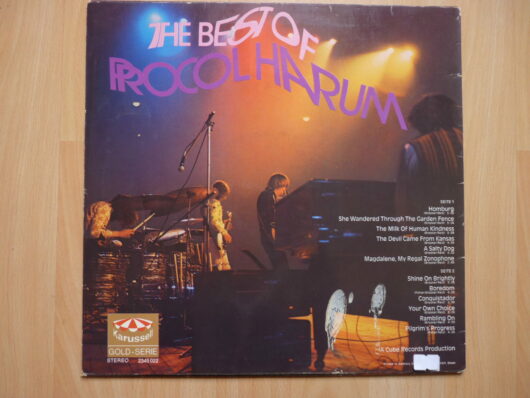 THE BEST OF
PROCOL HARUM
SEITE 1
Homburg
She Wandered Through The Garden Fence
The Milk Of Human Kindness
The Devil Came From Kansas
A Salty Dog
Magdalene, My Regal Zonophone
SEITE 2
Shine On Brightly
Boredom
Conquistador
Your Own Choice
Rambling On
Pilgrim's Progress
A Cube Records Production
Karussell
GOLD-SERIE
STEREO 2345 022